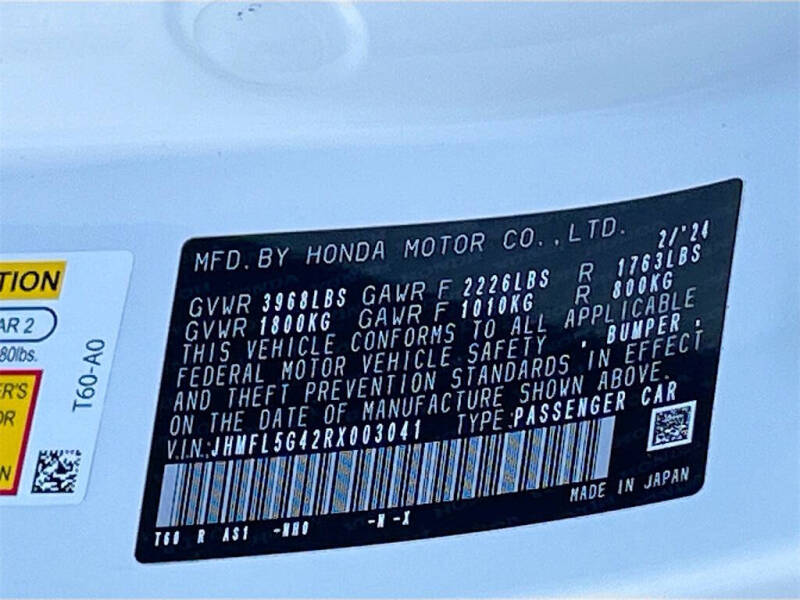 MFD. BY HONDA MOTOR CO., LTD. 2/'24
GVWR 3968LBS GAWR F 2226LBS R 1763LBS
GVWR 1800KG GAWR F 1010KG R 800KG
THIS VEHICLE CONFORMS TO ALL APPLICABLE
FEDERAL MOTOR VEHICLE SAFETY , BUMPER ,
AND THEFT PREVENTION STANDARDS IN EFFECT
ON THE DATE OF MANUFACTURE SHOWN ABOVE.
V.I.N.:JHMFL5G42RX003041 TYPE:PASSENGER CAR
MADE IN JAPAN
T60 R AS1 -NH0 -N -X
TION
AR 2
80lbs.
T60-A0
ER'S
OR
N